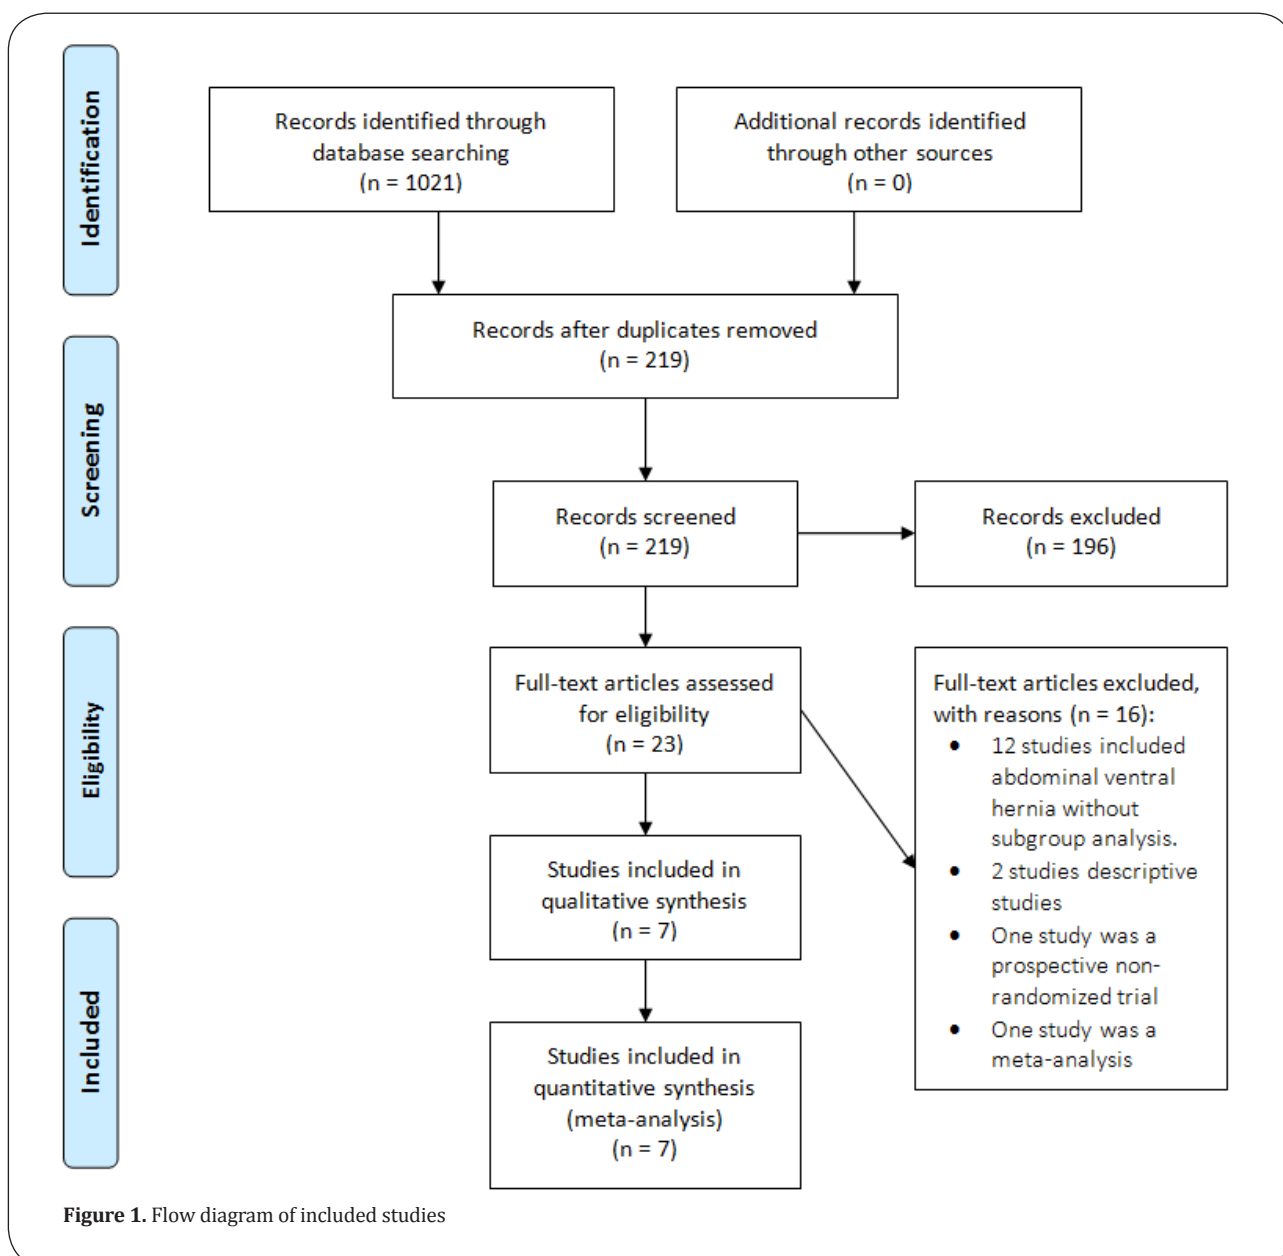 Identification
Records identified through
database searching
(n = 1021)
Additional records identified
through other sources
(n = 0)
Records after duplicates removed
(n = 219)
Screening
Records screened
(n = 219)
Records excluded
(n = 196)
Eligibility
Full-text articles assessed
for eligibility
(n = 23)
Full-text articles excluded,
with reasons (n = 16):
• 12 studies included
abdominal ventral
hernia without
subgroup analysis.
• 2 studies descriptive
studies
• One study was a
prospective non-
randomized trial
• One study was a
meta-analysis
Studies included in
qualitative synthesis
(n = 7)
Included
Studies included in
quantitative synthesis
(meta-analysis)
(n = 7)
Figure 1. Flow diagram of included studies